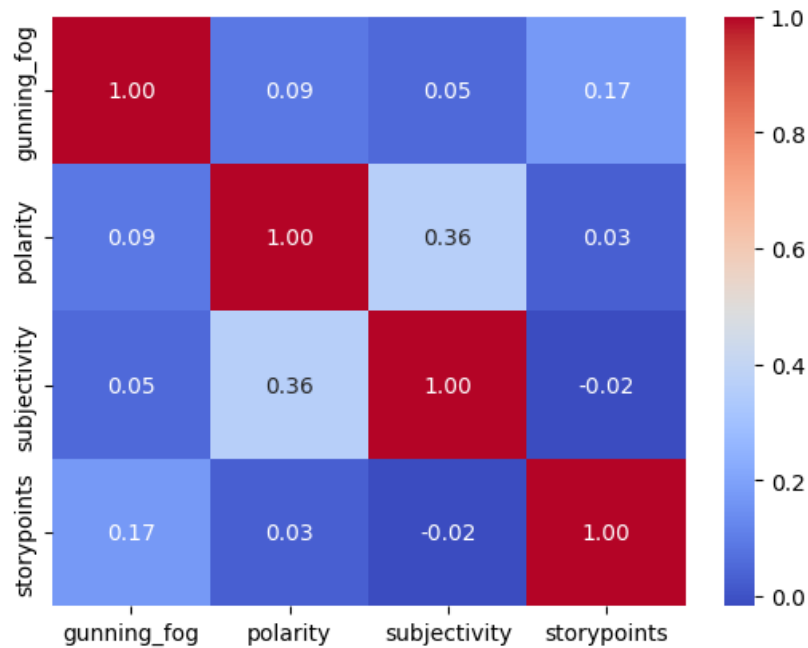 gunning_fog 1.00 0.09 0.05 0.17
polarity 0.09 1.00 0.36 0.03
subjectivity 0.05 0.36 1.00 -0.02
storypoints 0.17 0.03 -0.02 1.00
gunning_fog polarity subjectivity storypoints
1.0
0.8
0.6
0.4
0.2
0.0